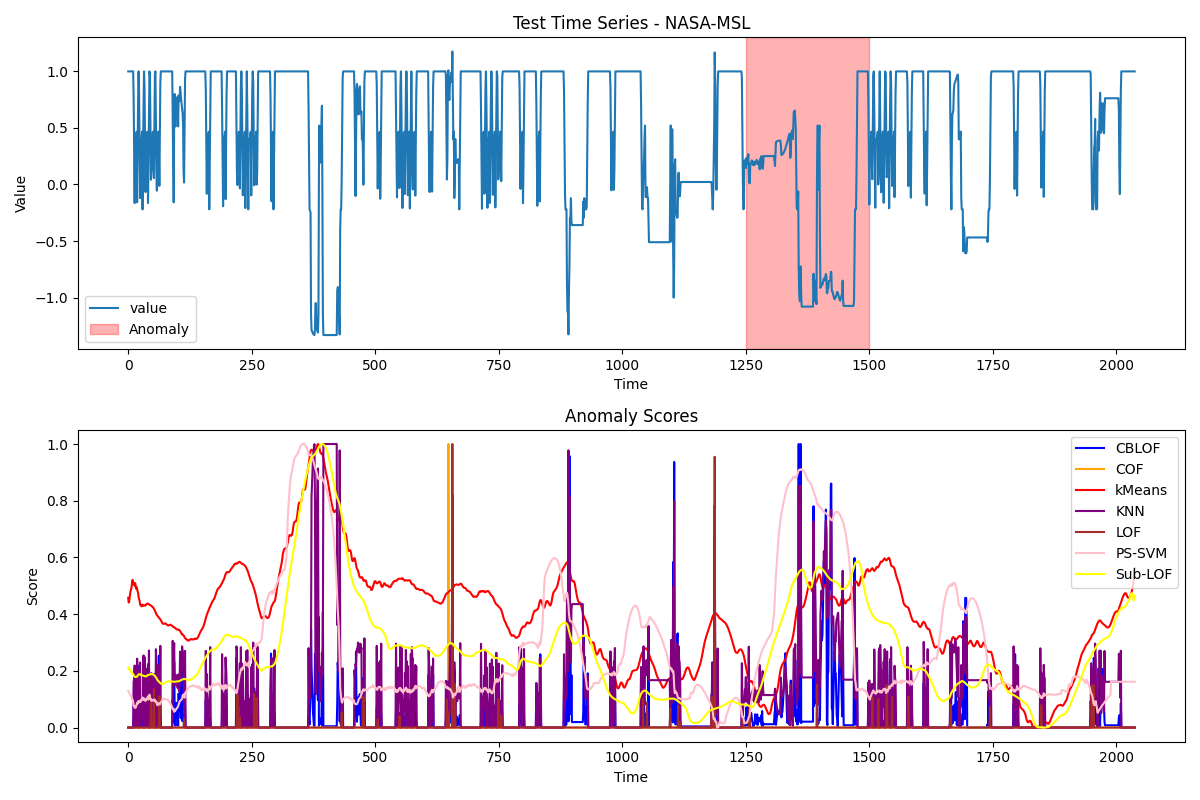 Test Time Series - NASA-MSL
Value
1.0
0.5
0.0
−0.5
−1.0
value
Anomaly
0 250 500 750 1000 1250 1500 1750 2000
Time
Anomaly Scores
Score
1.0
0.8
0.6
0.4
0.2
0.0
CBLOF
COF
kMeans
KNN
LOF
PS-SVM
Sub-LOF
0 250 500 750 1000 1250 1500 1750 2000
Time